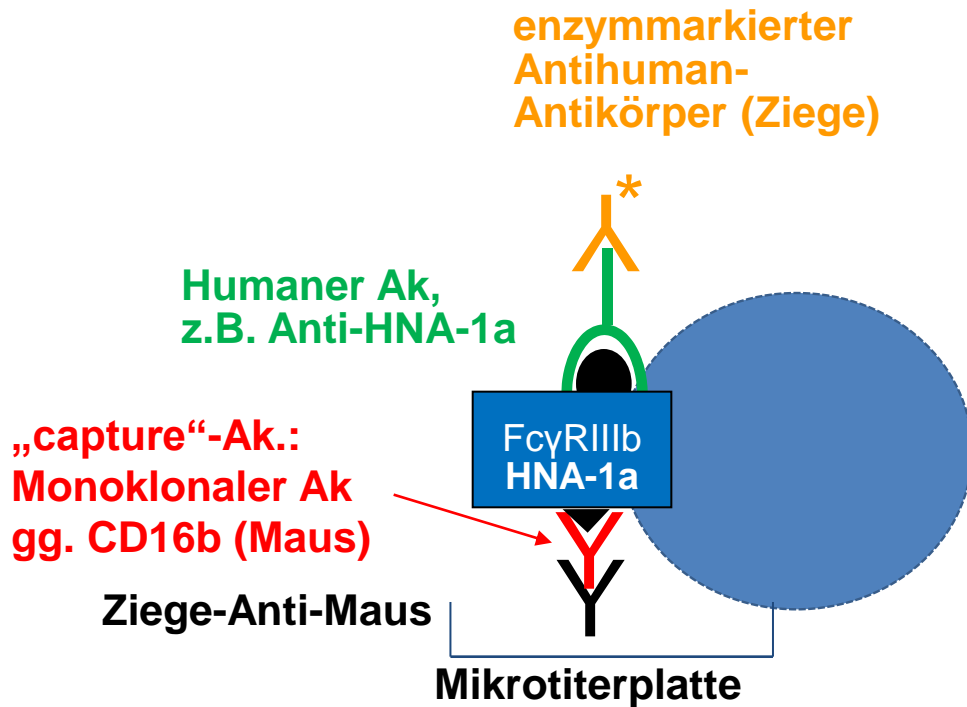 enzymmarkierter
Antihuman-
Antikörper (Ziege)
*
Humaner Ak,
z.B. Anti-HNA-1a
FcγRIIIb
HNA-1a
„capture“-Ak.:
Monoklonaler Ak
gg. CD16b (Maus)
Ziege-Anti-Maus
Mikrotiterplatte